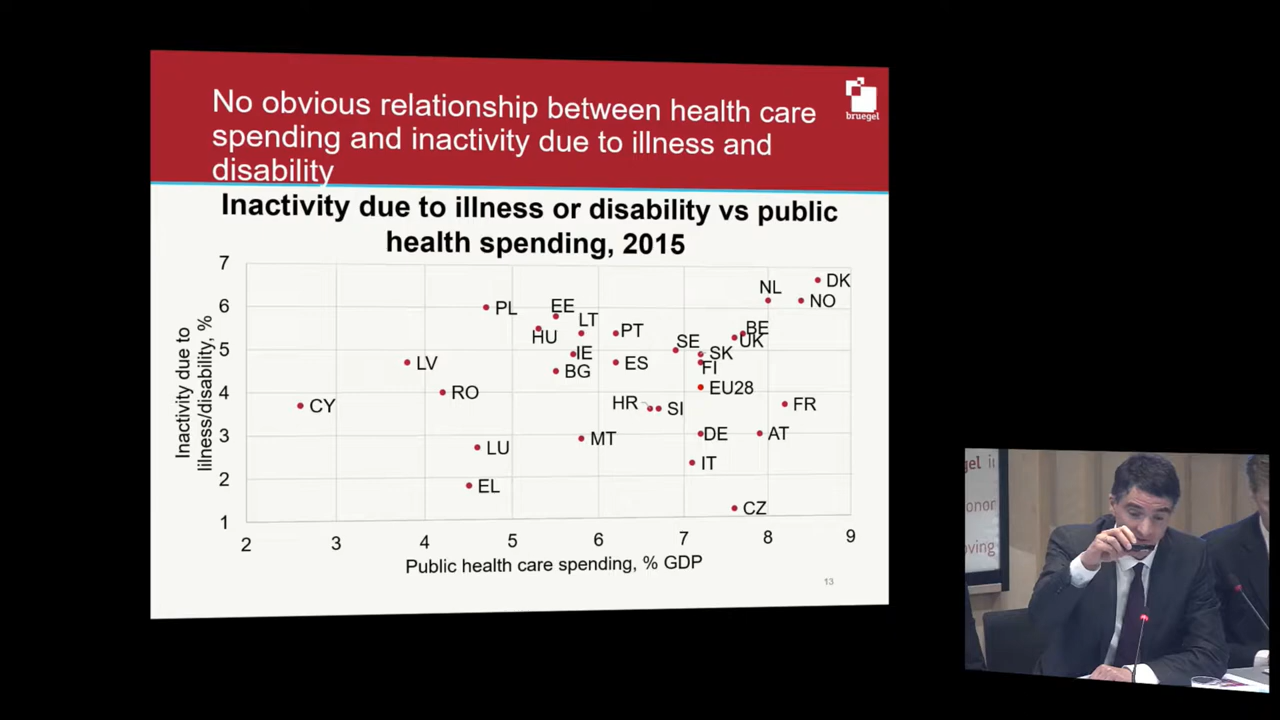 No obvious relationship between health care
spending and inactivity due to illness and
disability
bruegel
Inactivity due to illness or disability vs public
health spending, 2015
Inactivity due to
lilness/disability, %
7
6
5
4
3
2
1
DK
NL
NO
PL
EE
LT
HU
PT
BE
UK
SE
SK
IE
FI
LV
BG
ES
EU28
RO
CY
HR
SI
FR
LU
MT
DE
AT
IT
EL
CZ
2 3 4 5 6 7 8 9
Public health care spending, % GDP
13
gel i
onor
oving